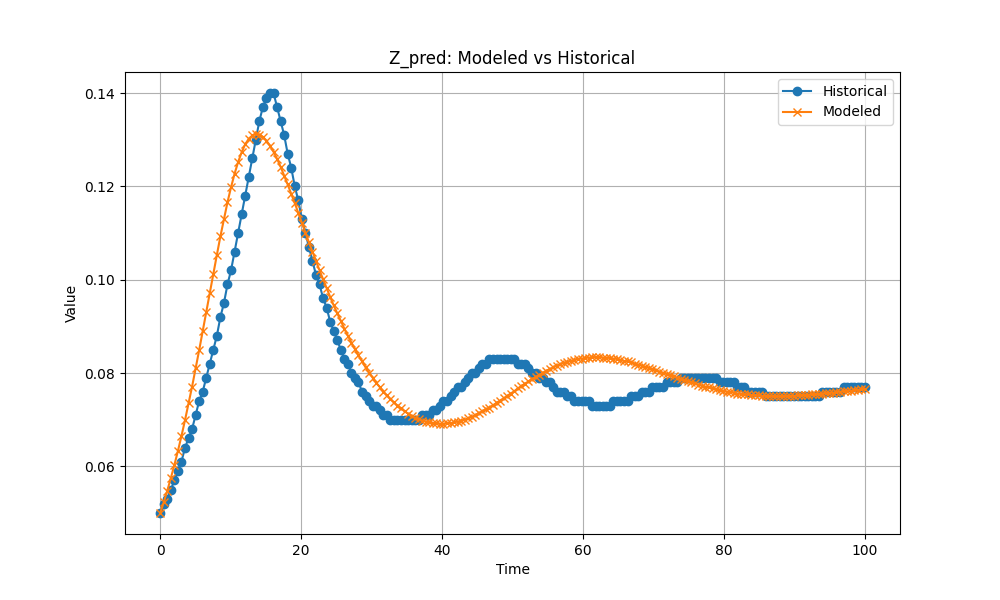 Z_pred: Modeled vs Historical
Historical
Modeled
Value
0.14
0.12
0.10
0.08
0.06
0 20 40 60 80 100
Time